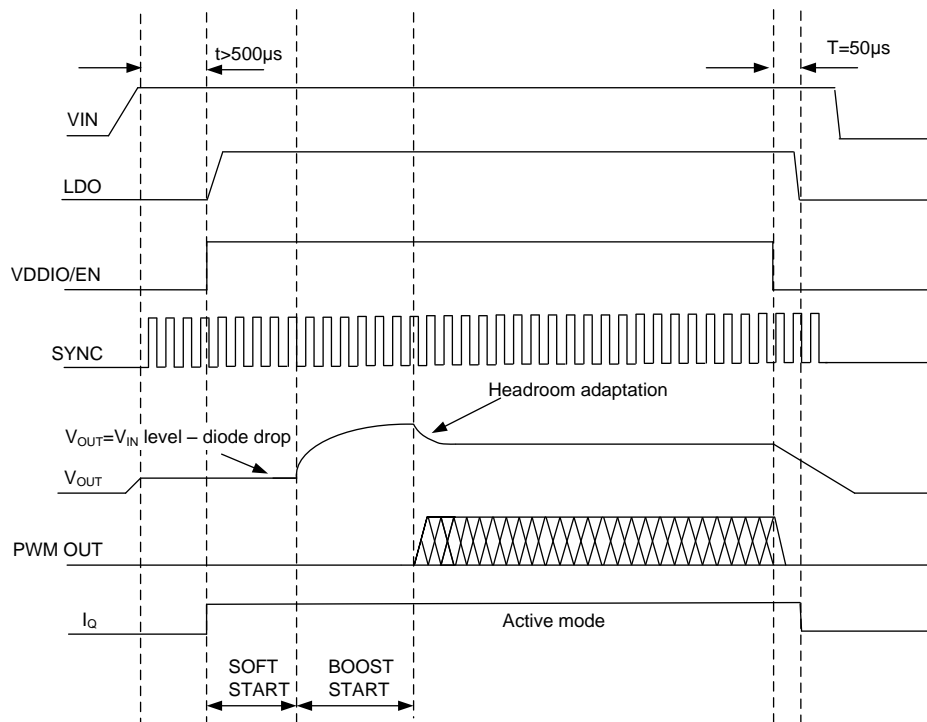 t>500µs
T=50µs
VIN
LDO
VDDIO/EN
SYNC
Headroom adaptation
VOUT=VIN level – diode drop
VOUT
PWM OUT
IQ
Active mode
SOFT
START
BOOST
START